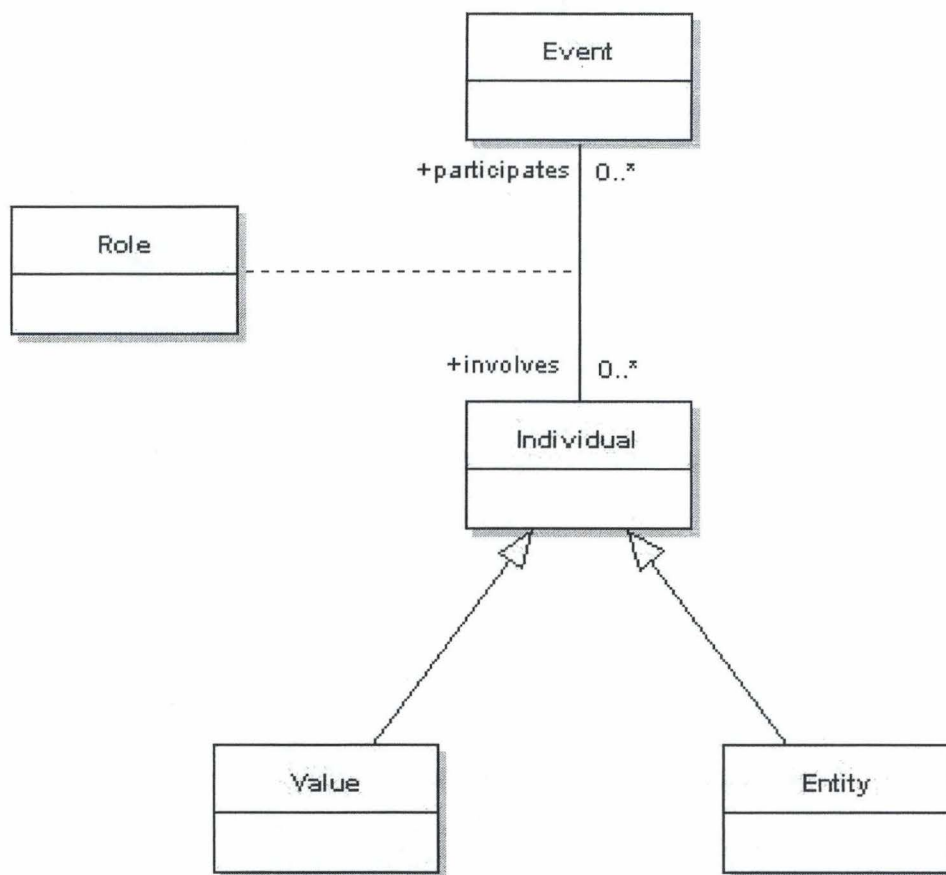 Event
+participates 0..*
Role
+involves 0..*
Individual
Value
Entity